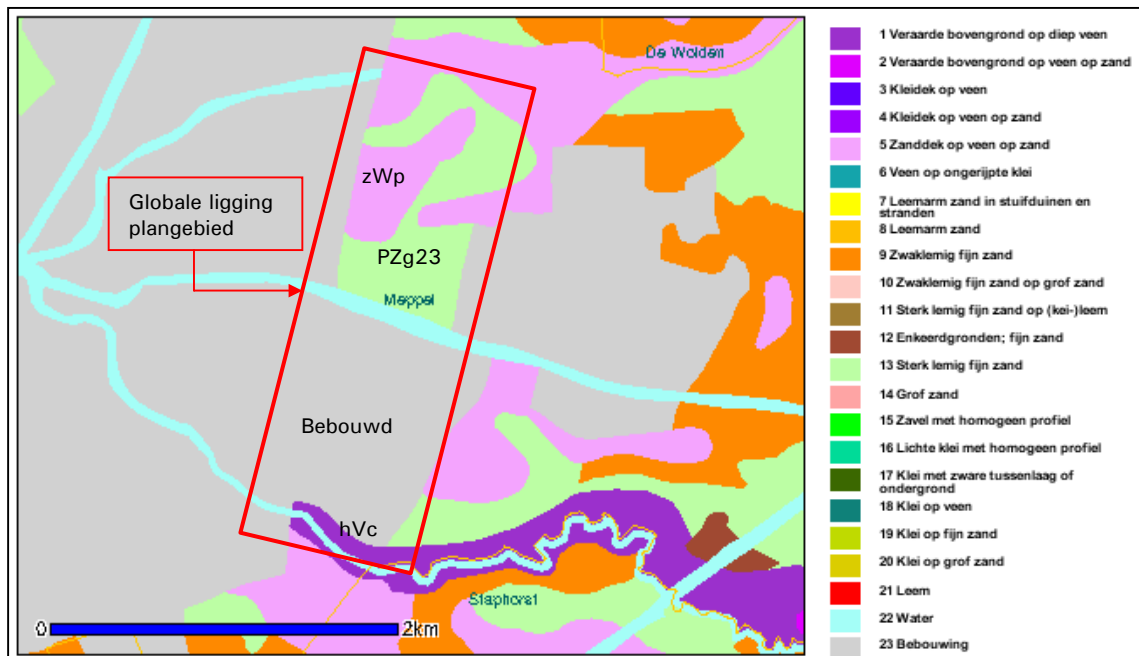 De Wolden
zWp
Globale ligging
plangebied
PZg23
Meppel
Bebouwd
hVc
Staphorst
0
2km
1 Veraarde bovengrond op diep veen
2 Veraarde bovengrond op veen op zand
3 Kleidek op veen
4 Kleidek op veen op zand
5 Zanddek op veen op zand
6 Veen op ongerijpte klei
7 Leemarm zand in stuifduinen en
stranden
8 Leemarm zand
9 Zwaklemig fijn zand
10 Zwaklemig fijn zand op grof zand
11 Sterk lemig fijn zand op (kei-)leem
12 Enkeerdgronden; fijn zand
13 Sterk lemig fijn zand
14 Grof zand
15 Zavel met homogeen profiel
16 Lichte klei met homogeen profiel
17 Klei met zware tussenlaag of
ondergrond
18 Klei op veen
19 Klei op fijn zand
20 Klei op grof zand
21 Leem
22 Water
23 Bebouwing